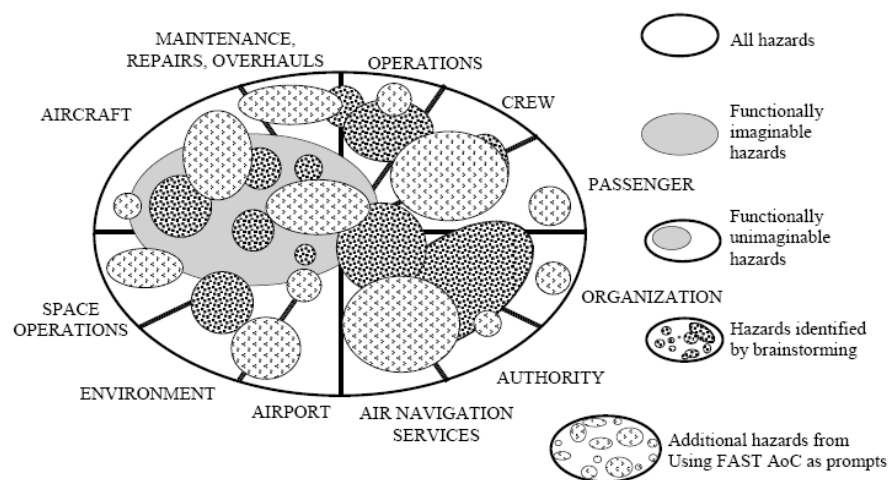 MAINTENANCE,
REPAIRS, OVERHAULS
OPERATIONS
AIRCRAFT
CREW
PASSENGER
SPACE
OPERATIONS
ORGANIZATION
ENVIRONMENT
AUTHORITY
AIRPORT
AIR NAVIGATION
SERVICES
All hazards
Functionally
imaginable
hazards
Functionally
unimaginable
hazards
Hazards identified
by brainstorming
Additional hazards from
Using FAST AoC as prompts